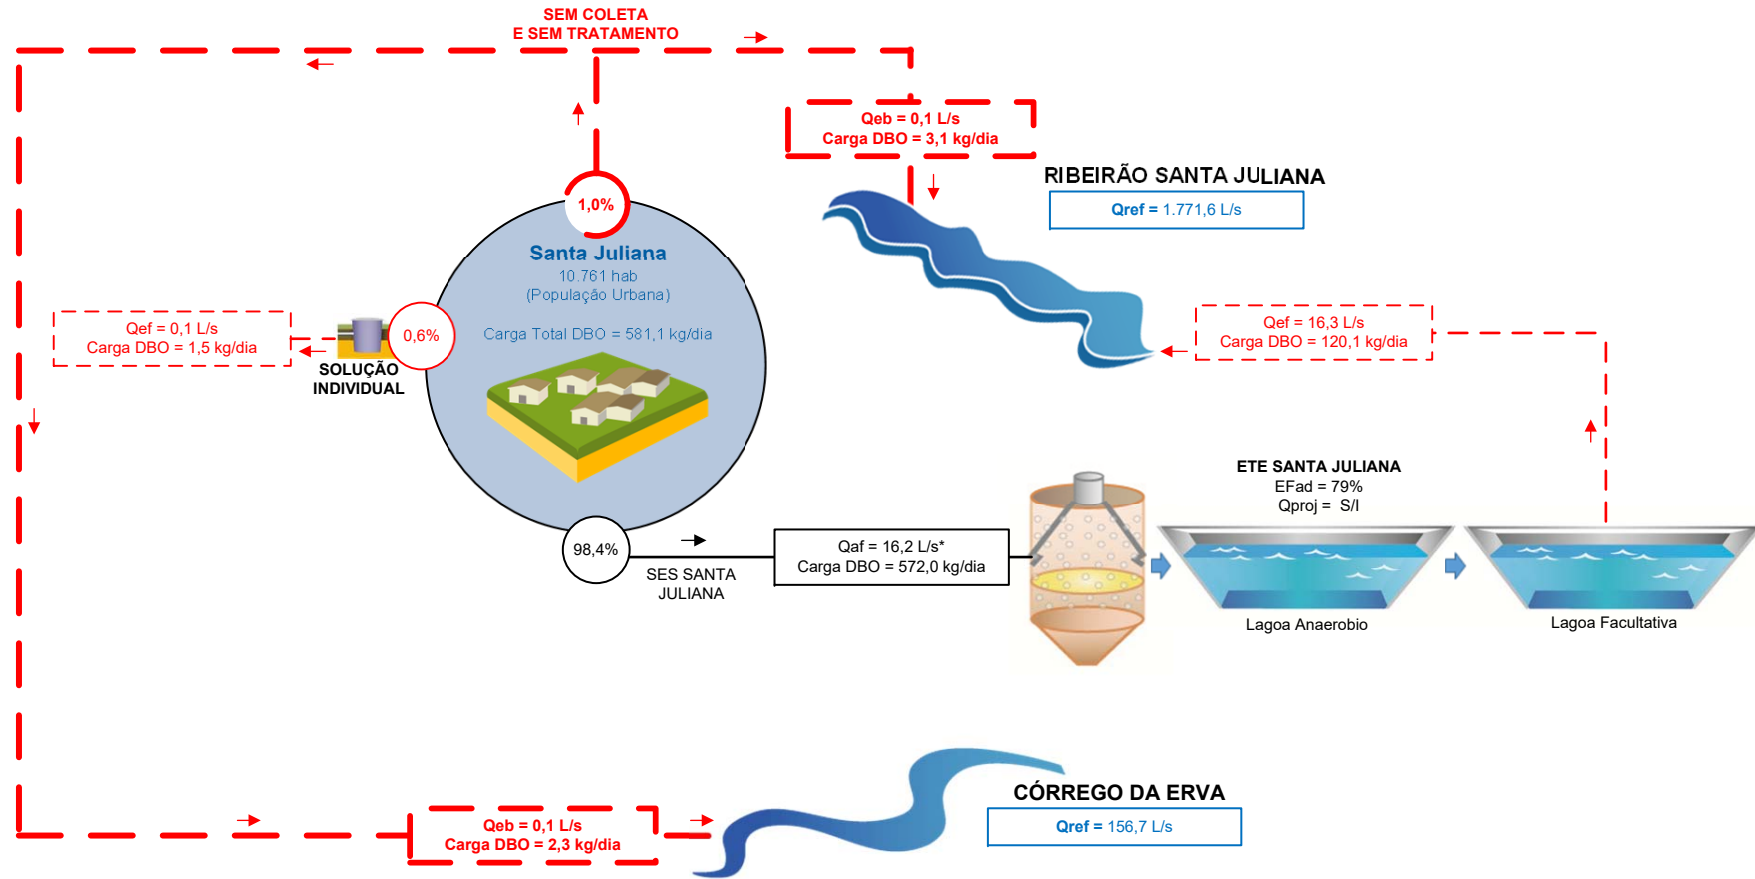 SEM COLETA
E SEM TRATAMENTO
Qeb = 0,1 L/s
Carga DBO = 3,1 kg/dia
RIBEIRÃO SANTA JULIANA
Qref = 1.771,6 L/s
1,0%
Santa Juliana
10.761 hab
(População Urbana)
Carga Total DBO = 581,1 kg/dia
0,6%
Qef = 0,1 L/s
Carga DBO = 1,5 kg/dia
SOLUÇÃO
INDIVIDUAL
Qef = 16,3 L/s
Carga DBO = 120,1 kg/dia
ETE SANTA JULIANA
EFad = 79%
Qproj = S/I
98,4%
SES SANTA
JULIANA
Qaf = 16,2 L/s*
Carga DBO = 572,0 kg/dia
Lagoa Anaerobio
Lagoa Facultativa
CÓRREGO DA ERVA
Qref = 156,7 L/s
Qeb = 0,1 L/s
Carga DBO = 2,3 kg/dia